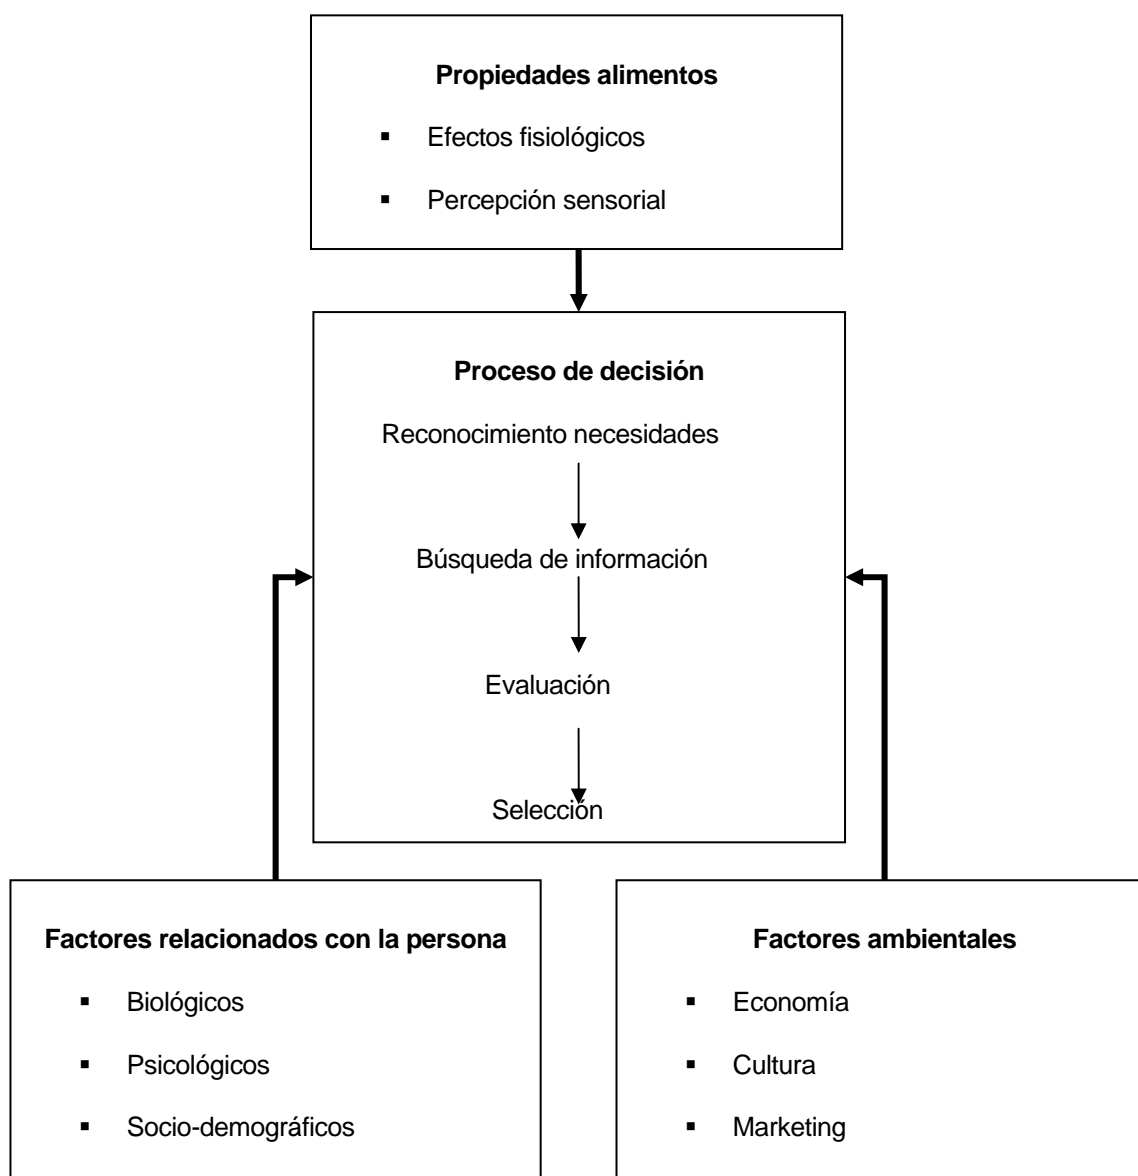 Propiedades alimentos
▪ Efectos fisiológicos
▪ Percepción sensorial
Proceso de decisión
Reconocimiento necesidades
Búsqueda de información
Evaluación
Selección
Factores relacionados con la persona
▪ Biológicos
▪ Psicológicos
▪ Socio-demográficos
Factores ambientales
▪ Economía
▪ Cultura
▪ Marketing